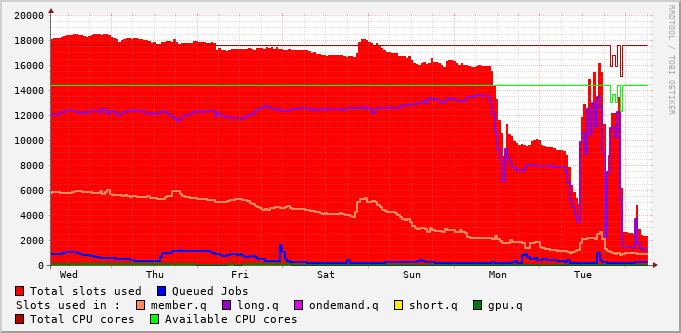 20000
18000
16000
14000
12000
10000
8000
6000
4000
2000
0
Wed Thu Fri Sat Sun Mon Tue
Total slots used Queued Jobs
Slots used in : member.q long.q ondemand.q short.q gpu.q
Total CPU cores Available CPU cores
RRDTOOL / TOBI OETIKER